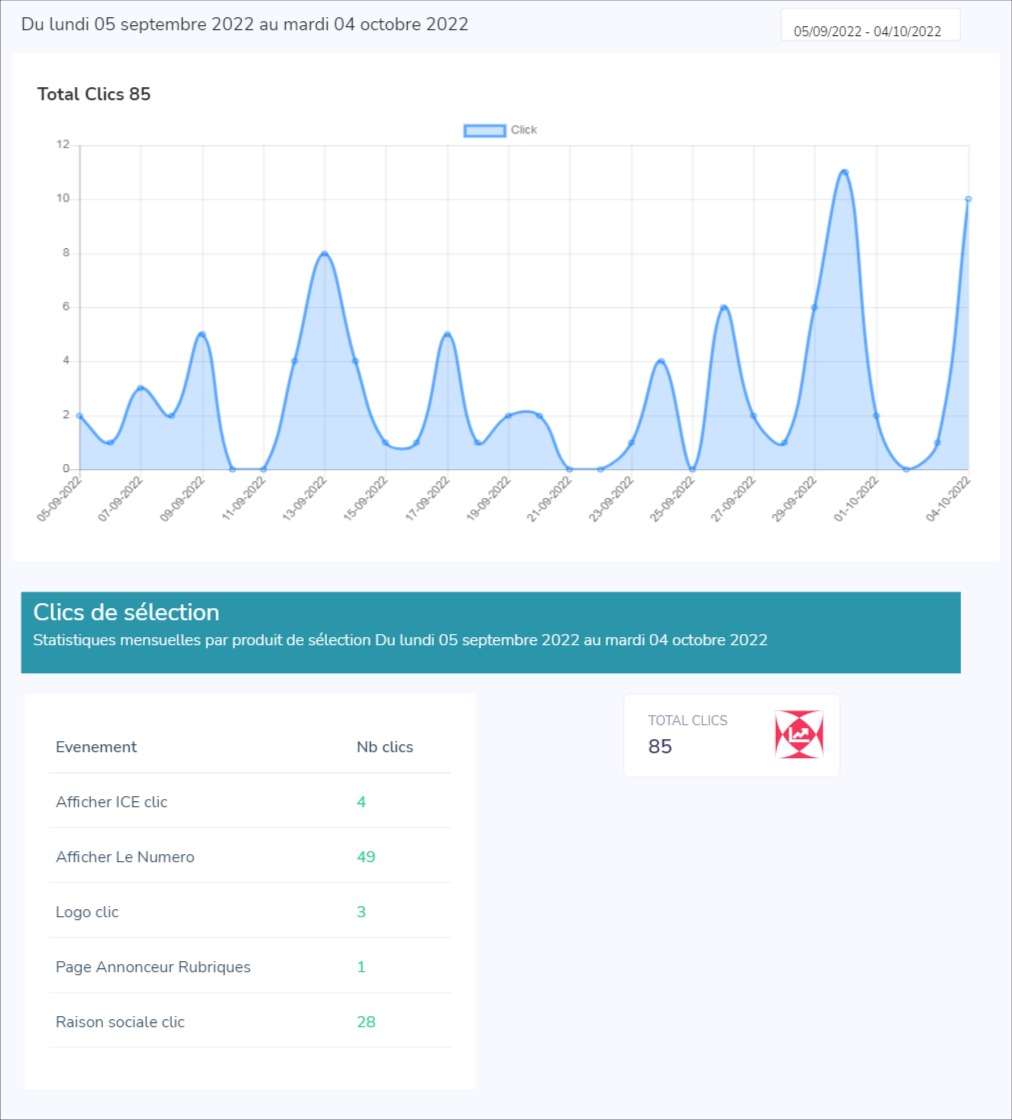 Du lundi 05 septembre 2022 au mardi 04 octobre 2022
05/09/2022 - 04/10/2022
Total Clics 85
Click
12
10
8
6
4
2
0
05-09-2022
07-09-2022
09-09-2022
11-09-2022
13-09-2022
15-09-2022
17-09-2022
19-09-2022
21-09-2022
23-09-2022
25-09-2022
27-09-2022
29-09-2022
01-10-2022
04-10-2022
Clics de sélection
Statistiques mensuelles par produit de sélection Du lundi 05 septembre 2022 au mardi 04 octobre 2022
Evenement Nb clics
Afficher ICE clic 4
Afficher Le Numero 49
Logo clic 3
Page Annonceur Rubriques 1
Raison sociale clic 28
TOTAL CLICS
85